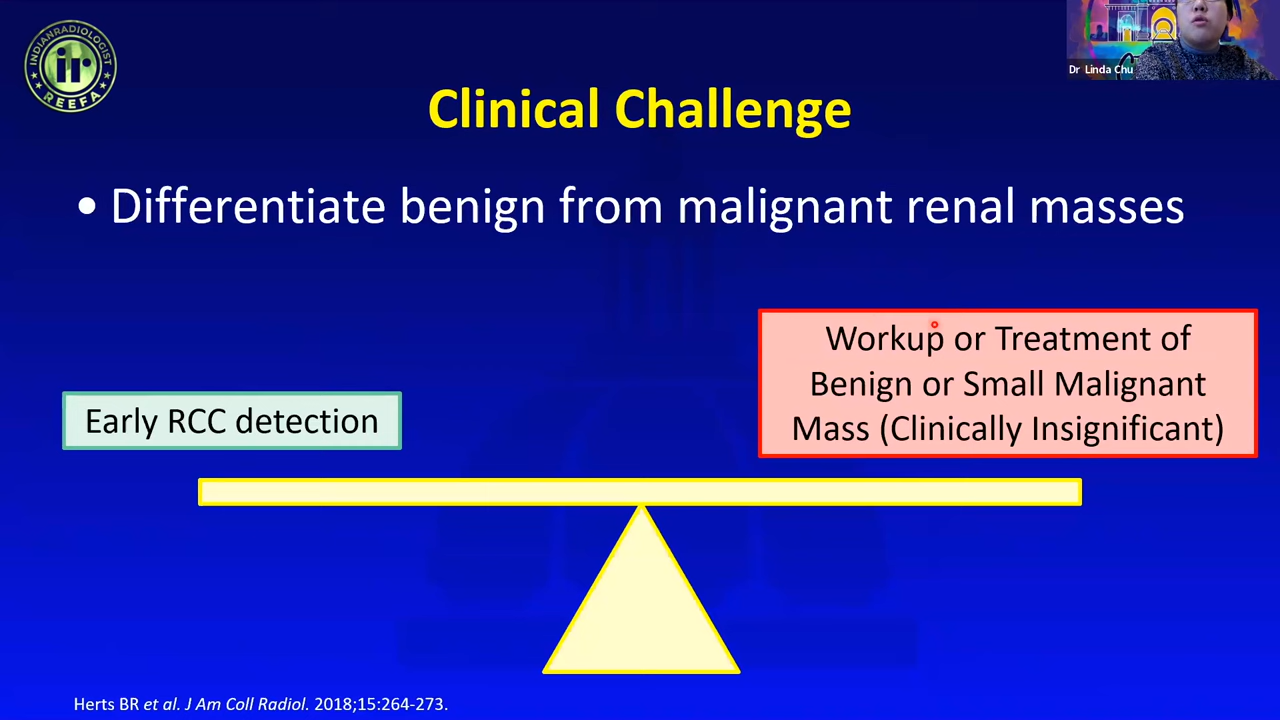 INDIANRADIOLOGIST
ir
REEFA
Dr Linda Chu
Clinical Challenge
• Differentiate benign from malignant renal masses
Workup or Treatment of
Benign or Small Malignant
Mass (Clinically Insignificant)
Early RCC detection
Herts BR et al. J Am Coll Radiol. 2018;15:264-273.